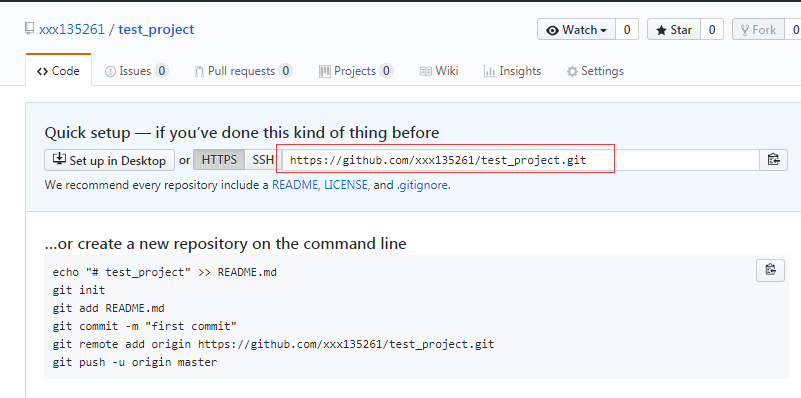 xxx135261 / test_project
Watch 0 Star 0 Fork 0
Code Issues 0 Pull requests 0 Projects 0 Wiki Insights Settings
Quick setup — if you've done this kind of thing before
Set up in Desktop or HTTPS SSH https://github.com/xxx135261/test_project.git
We recommend every repository include a README, LICENSE, and .gitignore.
...or create a new repository on the command line
echo "# test_project" >> README.md
git init
git add README.md
git commit -m "first commit"
git remote add origin https://github.com/xxx135261/test_project.git
git push -u origin master